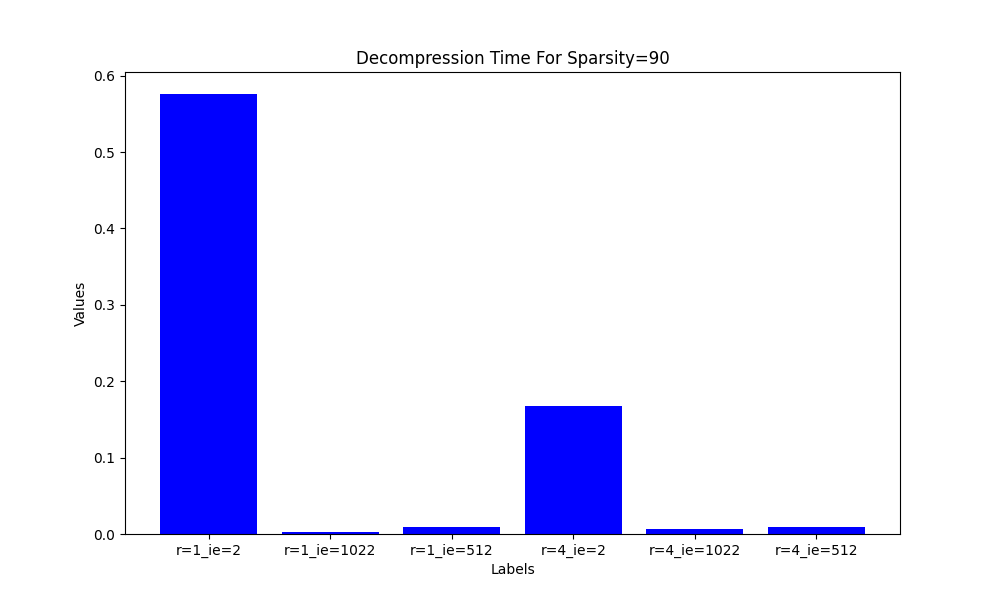 Decompression Time For Sparsity=90
0.6
0.5
0.4
0.3
0.2
0.1
0.0
Values
r=1_ie=2 r=1_ie=1022 r=1_ie=512 r=4_ie=2 r=4_ie=1022 r=4_ie=512
Labels